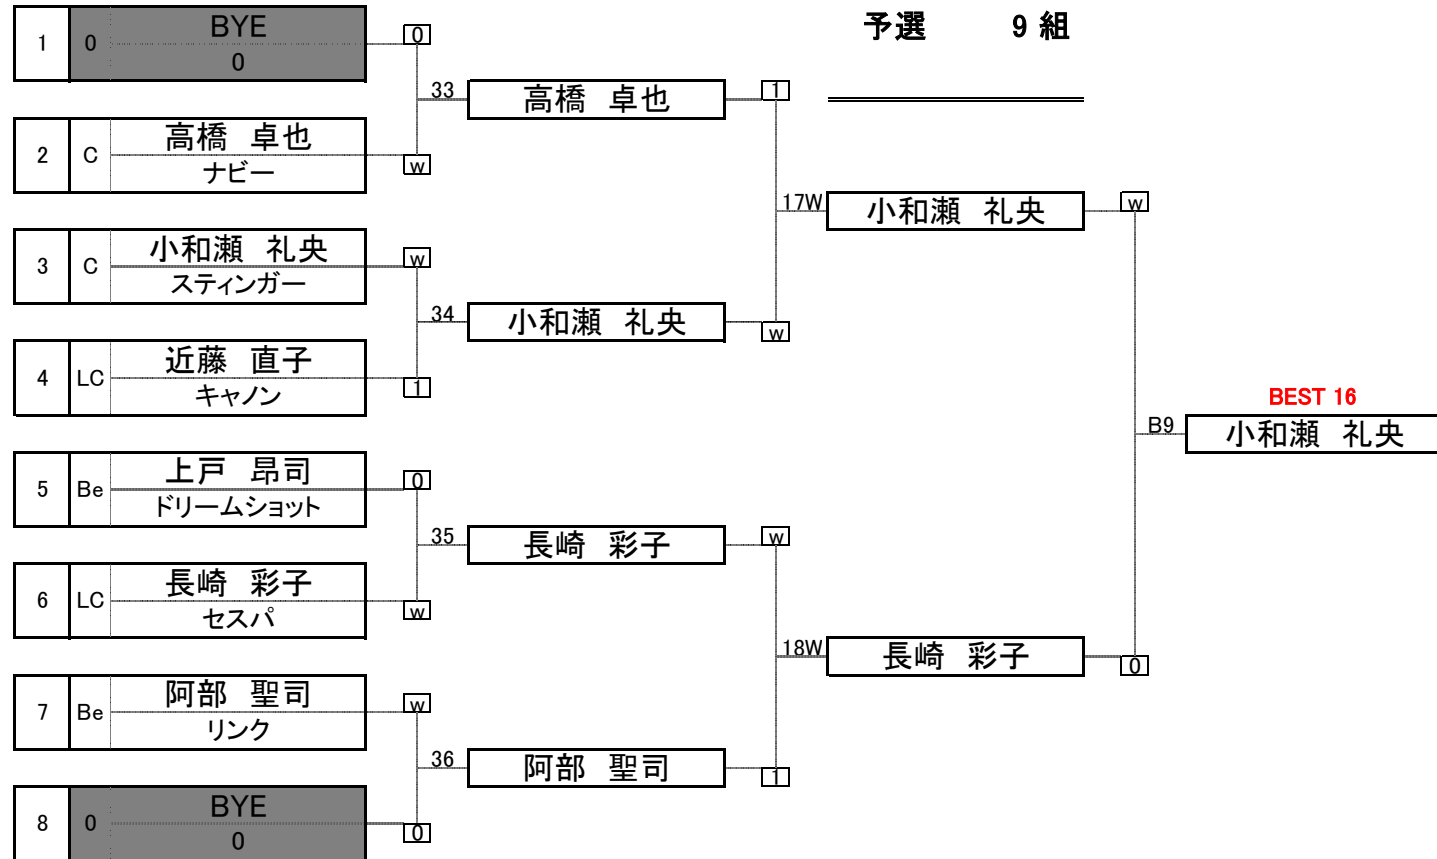 予選 9 組
1 0 BYE
0
0
33 高橋 卓也 1
2 C 高橋 卓也
ナビー
w
17W 小和瀬 礼央 w
3 C 小和瀬 礼央
スティンガー
w
34 小和瀬 礼央 w
4 LC 近藤 直子
キャノン
1
BEST 16
B9 小和瀬 礼央
5 Be 上戸 昂司
ドリームショット
0
35 長崎 彩子 w
6 LC 長崎 彩子
セスパ
w
18W 長崎 彩子 0
7 Be 阿部 聖司
リンク
w
36 阿部 聖司 1
8 0 BYE
0
0